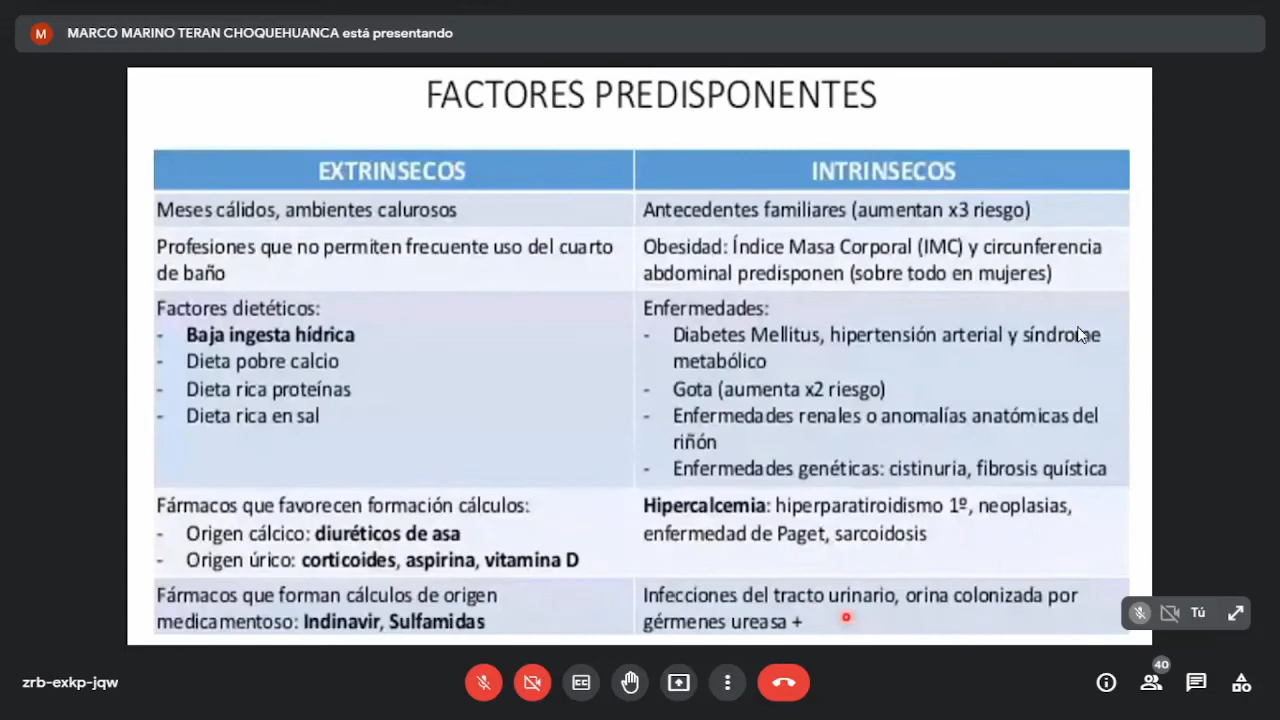 M
MARCO MARINO TERAN CHOQUEHUANCA está presentando
FACTORES PREDISPONENTES
EXTRINSECOS
INTRINSECOS
Meses cálidos, ambientes calurosos
Antecedentes familiares (aumentan x3 riesgo)
Profesiones que no permiten frecuente uso del cuarto
de baño
Obesidad: Índice Masa Corporal (IMC) y circunferencia
abdominal predisponen (sobre todo en mujeres)
Factores dietéticos:
- Baja ingesta hídrica
- Dieta pobre calcio
- Dieta rica proteínas
- Dieta rica en sal
Enfermedades:
- Diabetes Mellitus, hipertensión arterial y síndrome
metabólico
- Gota (aumenta x2 riesgo)
- Enfermedades renales o anomalías anatómicas del
riñón
- Enfermedades genéticas: cistinuria, fibrosis quística
Fármacos que favorecen formación cálculos:
- Origen cálcico: diuréticos de asa
- Origen úrico: corticoides, aspirina, vitamina D
Hipercalcemia: hiperparatiroidismo 1º, neoplasias,
enfermedad de Paget, sarcoidosis
Fármacos que forman cálculos de origen
medicamentoso: Indinavir, Sulfamidas
Infecciones del tracto urinario, orina colonizada por
gérmenes ureasa +
Tú
zrb-exkp-jqw
CC
40